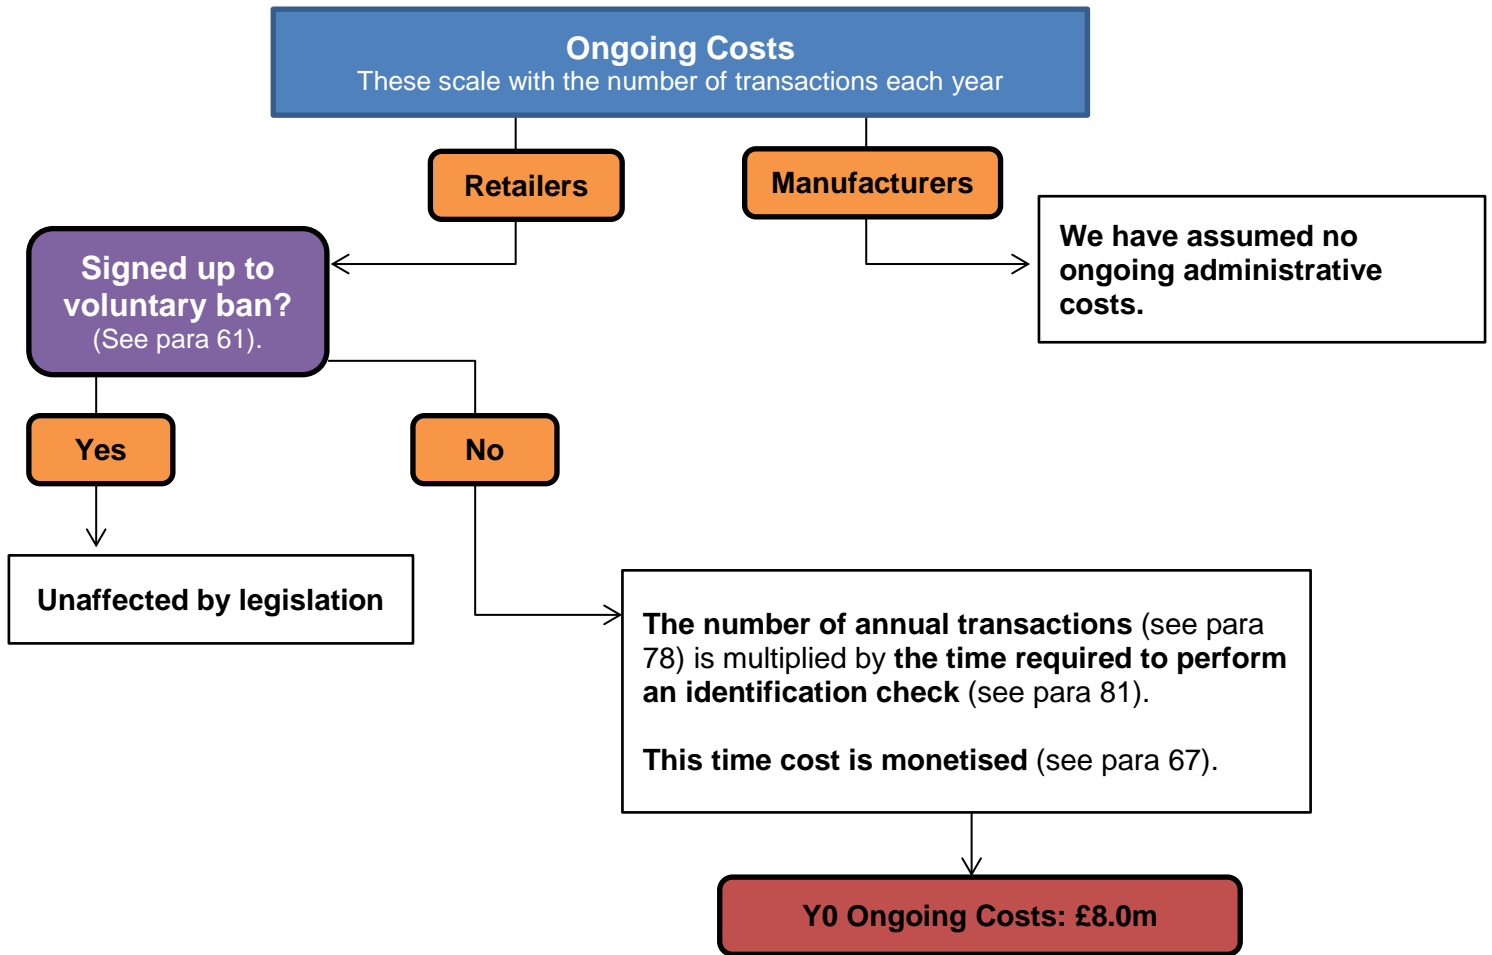 Ongoing Costs
These scale with the number of transactions each year
Retailers
Manufacturers
We have assumed no
ongoing administrative
costs.
Signed up to
voluntary ban?
(See para 61).
Yes
No
Unaffected by legislation
The number of annual transactions (see para
78) is multiplied by the time required to perform
an identification check (see para 81).
This time cost is monetised (see para 67).
Y0 Ongoing Costs: £8.0m